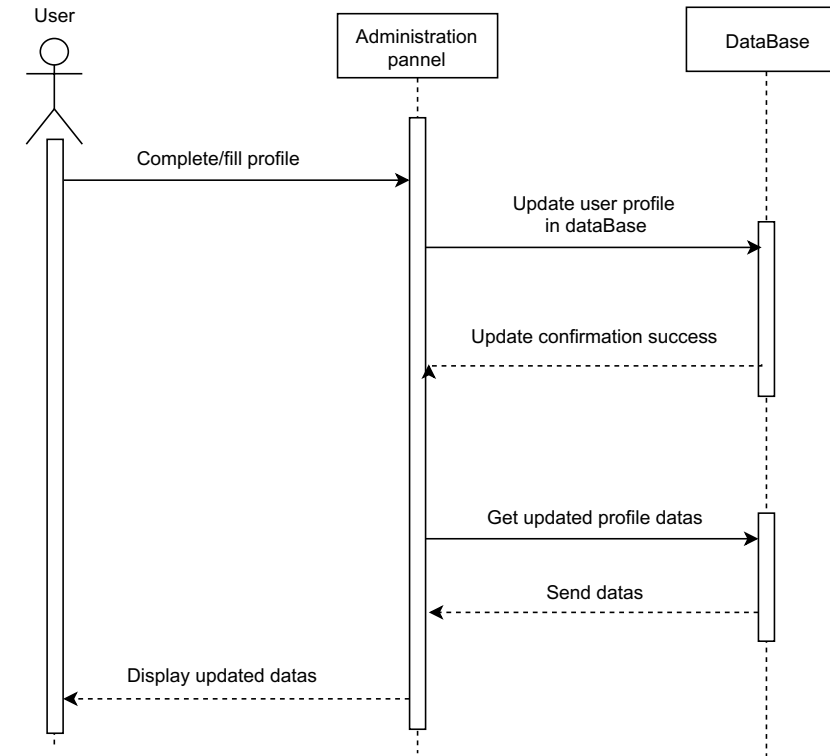 User
Administration
pannel
DataBase
Complete/fill profile
Update user profile
in dataBase
Update confirmation success
Get updated profile datas
Send datas
Display updated datas